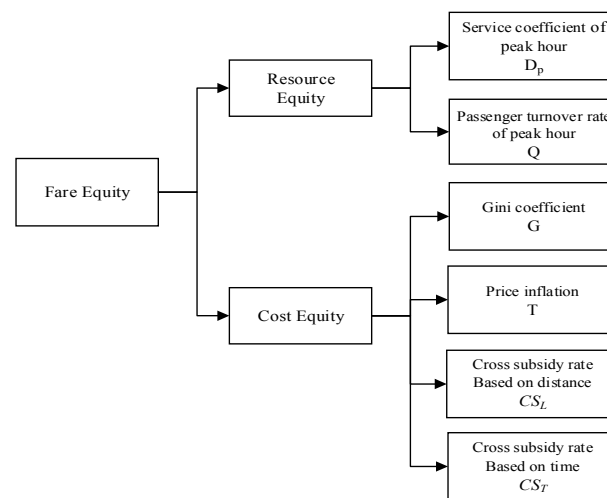 Fare Equity
Resource
Equity
Cost Equity
Service coefficient of
peak hour
Dp
Passenger turnover rate
of peak hour
Q
Gini coefficient
G
Price inflation
T
Cross subsidy rate
Based on distance
CSL
Cross subsidy rate
Based on time
CST